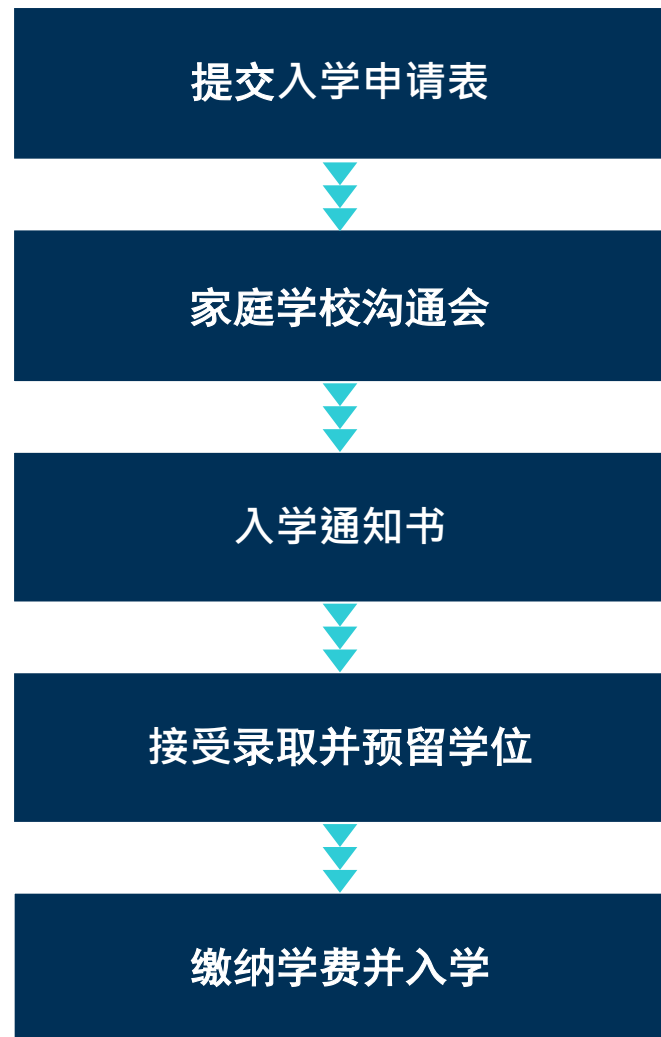 提交入学申请表
家庭学校沟通会
入学通知书
接受录取并预留学位
缴纳学费并入学